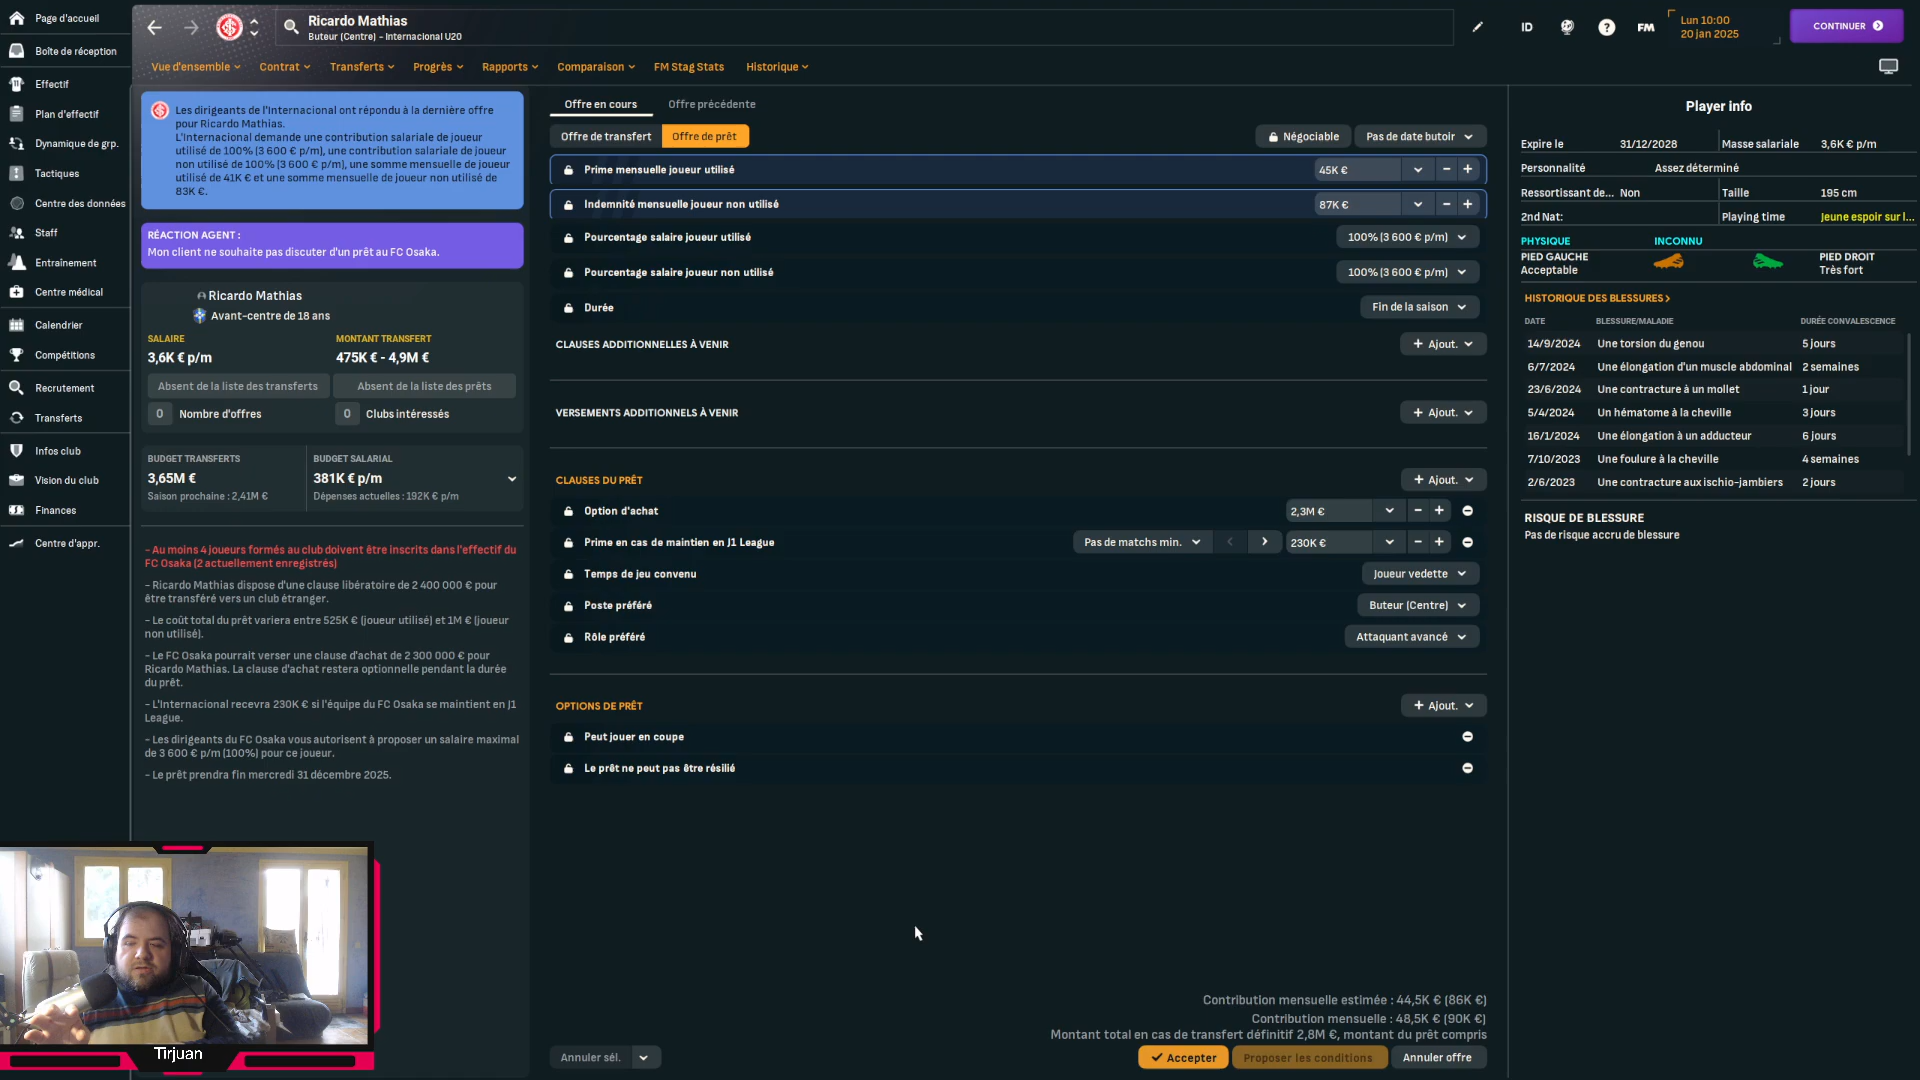 Page d'accueil
Boîte de réception
Effectif
Plan d'effectif
Dynamique de grp.
Tactiques
Centre des données
Staff
Entraînement
Centre médical
Calendrier
Compétitions
Recrutement
Transferts
Infos club
Vision du club
Finances
Centre d'appr.
Ricardo Mathias
Buteur (Centre) - Internacional U20
ID
FM
Lun 10:00
20 jan 2025
CONTINUER
Vue d'ensemble
Contrat
Transferts
Progrès
Rapports
Comparaison
FM Stag Stats
Historique
Les dirigeants de l'Internacional ont répondu à la dernière offre
pour Ricardo Mathias.
L'Internacional demande une contribution salariale de joueur
utilisé de 100% (3 600 € p/m), une contribution salariale de joueur
non utilisé de 100% (3 600 € p/m), une somme mensuelle de joueur
utilisé de 41K € et une somme mensuelle de joueur non utilisé de
83K €.
RÉACTION AGENT :
Mon client ne souhaite pas discuter d'un prêt au FC Osaka.
Ricardo Mathias
Avant-centre de 18 ans
SALAIRE
MONTANT TRANSFERT
3,6K € p/m
475K € - 4,9M €
Absent de la liste des transferts
Absent de la liste des prêts
0 Nombre d'offres
0 Clubs intéressés
BUDGET TRANSFERTS
BUDGET SALARIAL
3,65M €
381K € p/m
Saison prochaine : 2,41M €
Dépenses actuelles : 192K € p/m
- Au moins 4 joueurs formés au club doivent être inscrits dans l'effectif du
FC Osaka (2 actuellement enregistrés)
- Ricardo Mathias dispose d'une clause libératoire de 2 400 000 € pour
être transféré vers un club étranger.
- Le coût total du prêt variera entre 525K € (joueur utilisé) et 1M € (joueur
non utilisé).
- Le FC Osaka pourrait verser une clause d'achat de 2 300 000 € pour
Ricardo Mathias. La clause d'achat restera optionnelle pendant la durée
du prêt.
- L'Internacional recevra 230K € si l'équipe du FC Osaka se maintient en J1
League.
- Les dirigeants du FC Osaka vous autorisent à proposer un salaire maximal
de 3 600 € p/m (100%) pour ce joueur.
- Le prêt prendra fin mercredi 31 décembre 2025.
Tirjuan
Offre en cours
Offre précédente
Offre de transfert
Offre de prêt
Négociable
Pas de date butoir
Prime mensuelle joueur utilisé
45K €
Indemnité mensuelle joueur non utilisé
87K €
Pourcentage salaire joueur utilisé
100% (3 600 € p/m)
Pourcentage salaire joueur non utilisé
100% (3 600 € p/m)
Durée
Fin de la saison
CLAUSES ADDITIONNELLES À VENIR
+ Ajout.
VERSEMENTS ADDITIONNELS À VENIR
+ Ajout.
CLAUSES DU PRÊT
+ Ajout.
Option d'achat
2,3M €
Prime en cas de maintien en J1 League
Pas de matchs min.
230K €
Temps de jeu convenu
Joueur vedette
Poste préféré
Buteur (Centre)
Rôle préféré
Attaquant avancé
OPTIONS DE PRÊT
+ Ajout.
Peut jouer en coupe
Le prêt ne peut pas être résilié
Contribution mensuelle estimée : 44,5K € (86K €)
Contribution mensuelle : 48,5K € (90K €)
Montant total en cas de transfert définitif 2,8M €, montant du prêt compris
Annuler sél.
Accepter
Proposer les conditions
Annuler offre
Player info
Expire le 31/12/2028
Masse salariale 3,6K € p/m
Personnalité Assez déterminé
Ressortissant de... Non
Taille 195 cm
2nd Nat:
Playing time Jeune espoir sur l...
PHYSIQUE
INCONNU
PIED GAUCHE
Acceptable
PIED DROIT
Très fort
HISTORIQUE DES BLESSURES >
DATE BLESSURE/MALADIE DURÉE CONVALESCENCE
14/9/2024 Une torsion du genou 5 jours
6/7/2024 Une élongation d'un muscle abdominal 2 semaines
23/6/2024 Une contracture à un mollet 1 jour
5/4/2024 Un hématome à la cheville 3 jours
16/1/2024 Une élongation à un adducteur 6 jours
7/10/2023 Une foulure à la cheville 4 semaines
2/6/2023 Une contracture aux ischio-jambiers 2 jours
RISQUE DE BLESSURE
Pas de risque accru de blessure